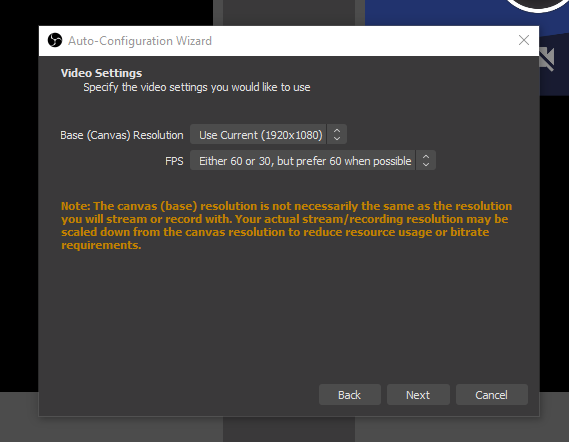 Auto-Configuration Wizard
Video Settings
Specify the video settings you would like to use
Base (Canvas) Resolution Use Current (1920x1080)
FPS Either 60 or 30, but prefer 60 when possible
Note: The canvas (base) resolution is not necessarily the same as the resolution
you will stream or record with. Your actual stream/recording resolution may be
scaled down from the canvas resolution to reduce resource usage or bitrate
requirements.
Back Next Cancel